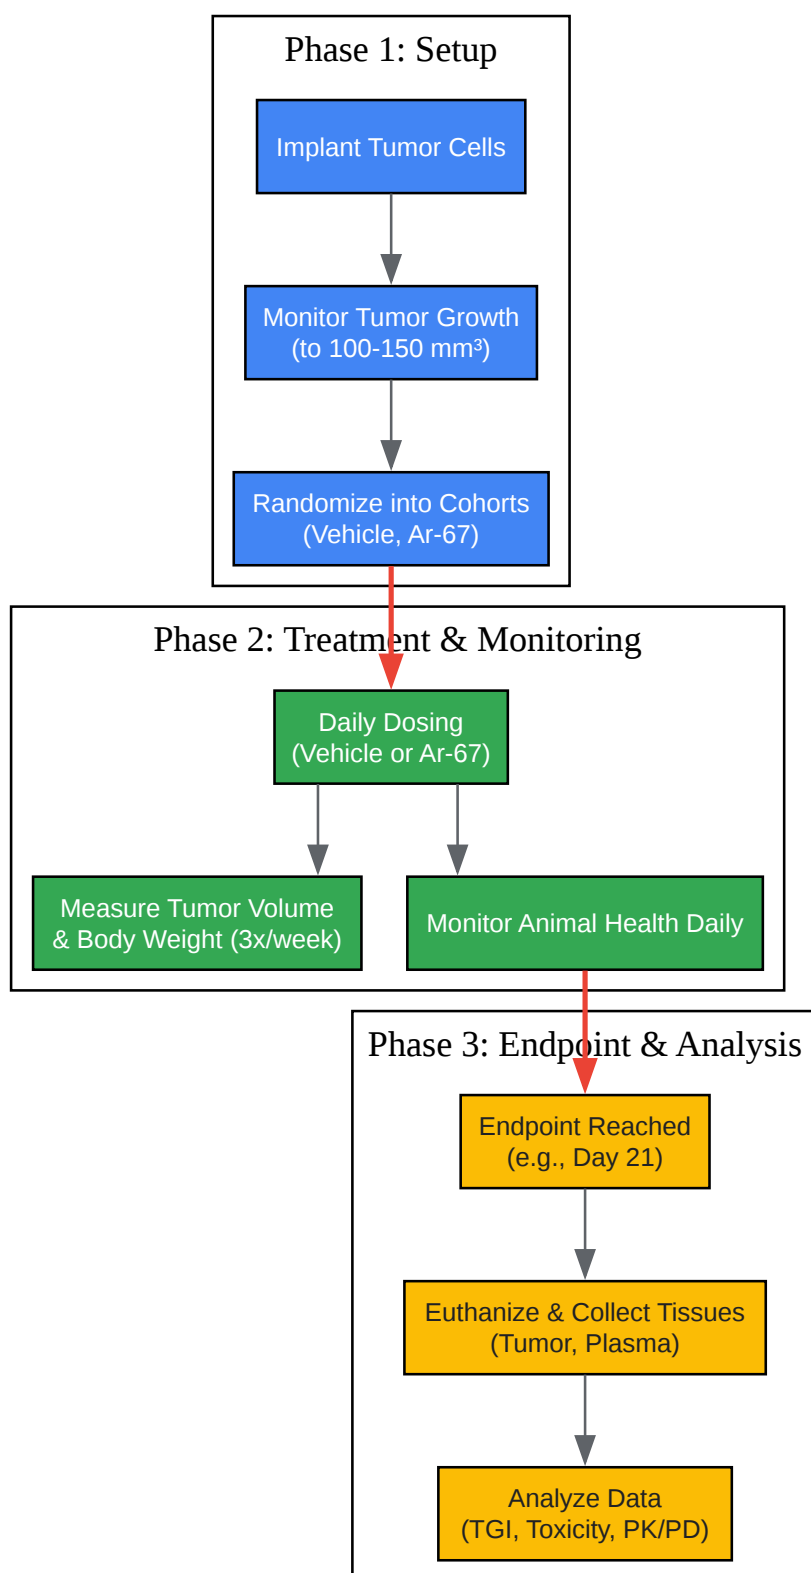 Phase 1: Setup
Implant Tumor Cells
Monitor Tumor Growth
(to 100-150 mm³)
Randomize into Cohorts
(Vehicle, Ar-67)
Phase 2: Treatment & Monitoring
Daily Dosing
(Vehicle or Ar-67)
Measure Tumor Volume
& Body Weight (3x/week)
Monitor Animal Health Daily
Phase 3: Endpoint & Analysis
Endpoint Reached
(e.g., Day 21)
Euthanize & Collect Tissues
(Tumor, Plasma)
Analyze Data
(TGI, Toxicity, PK/PD)